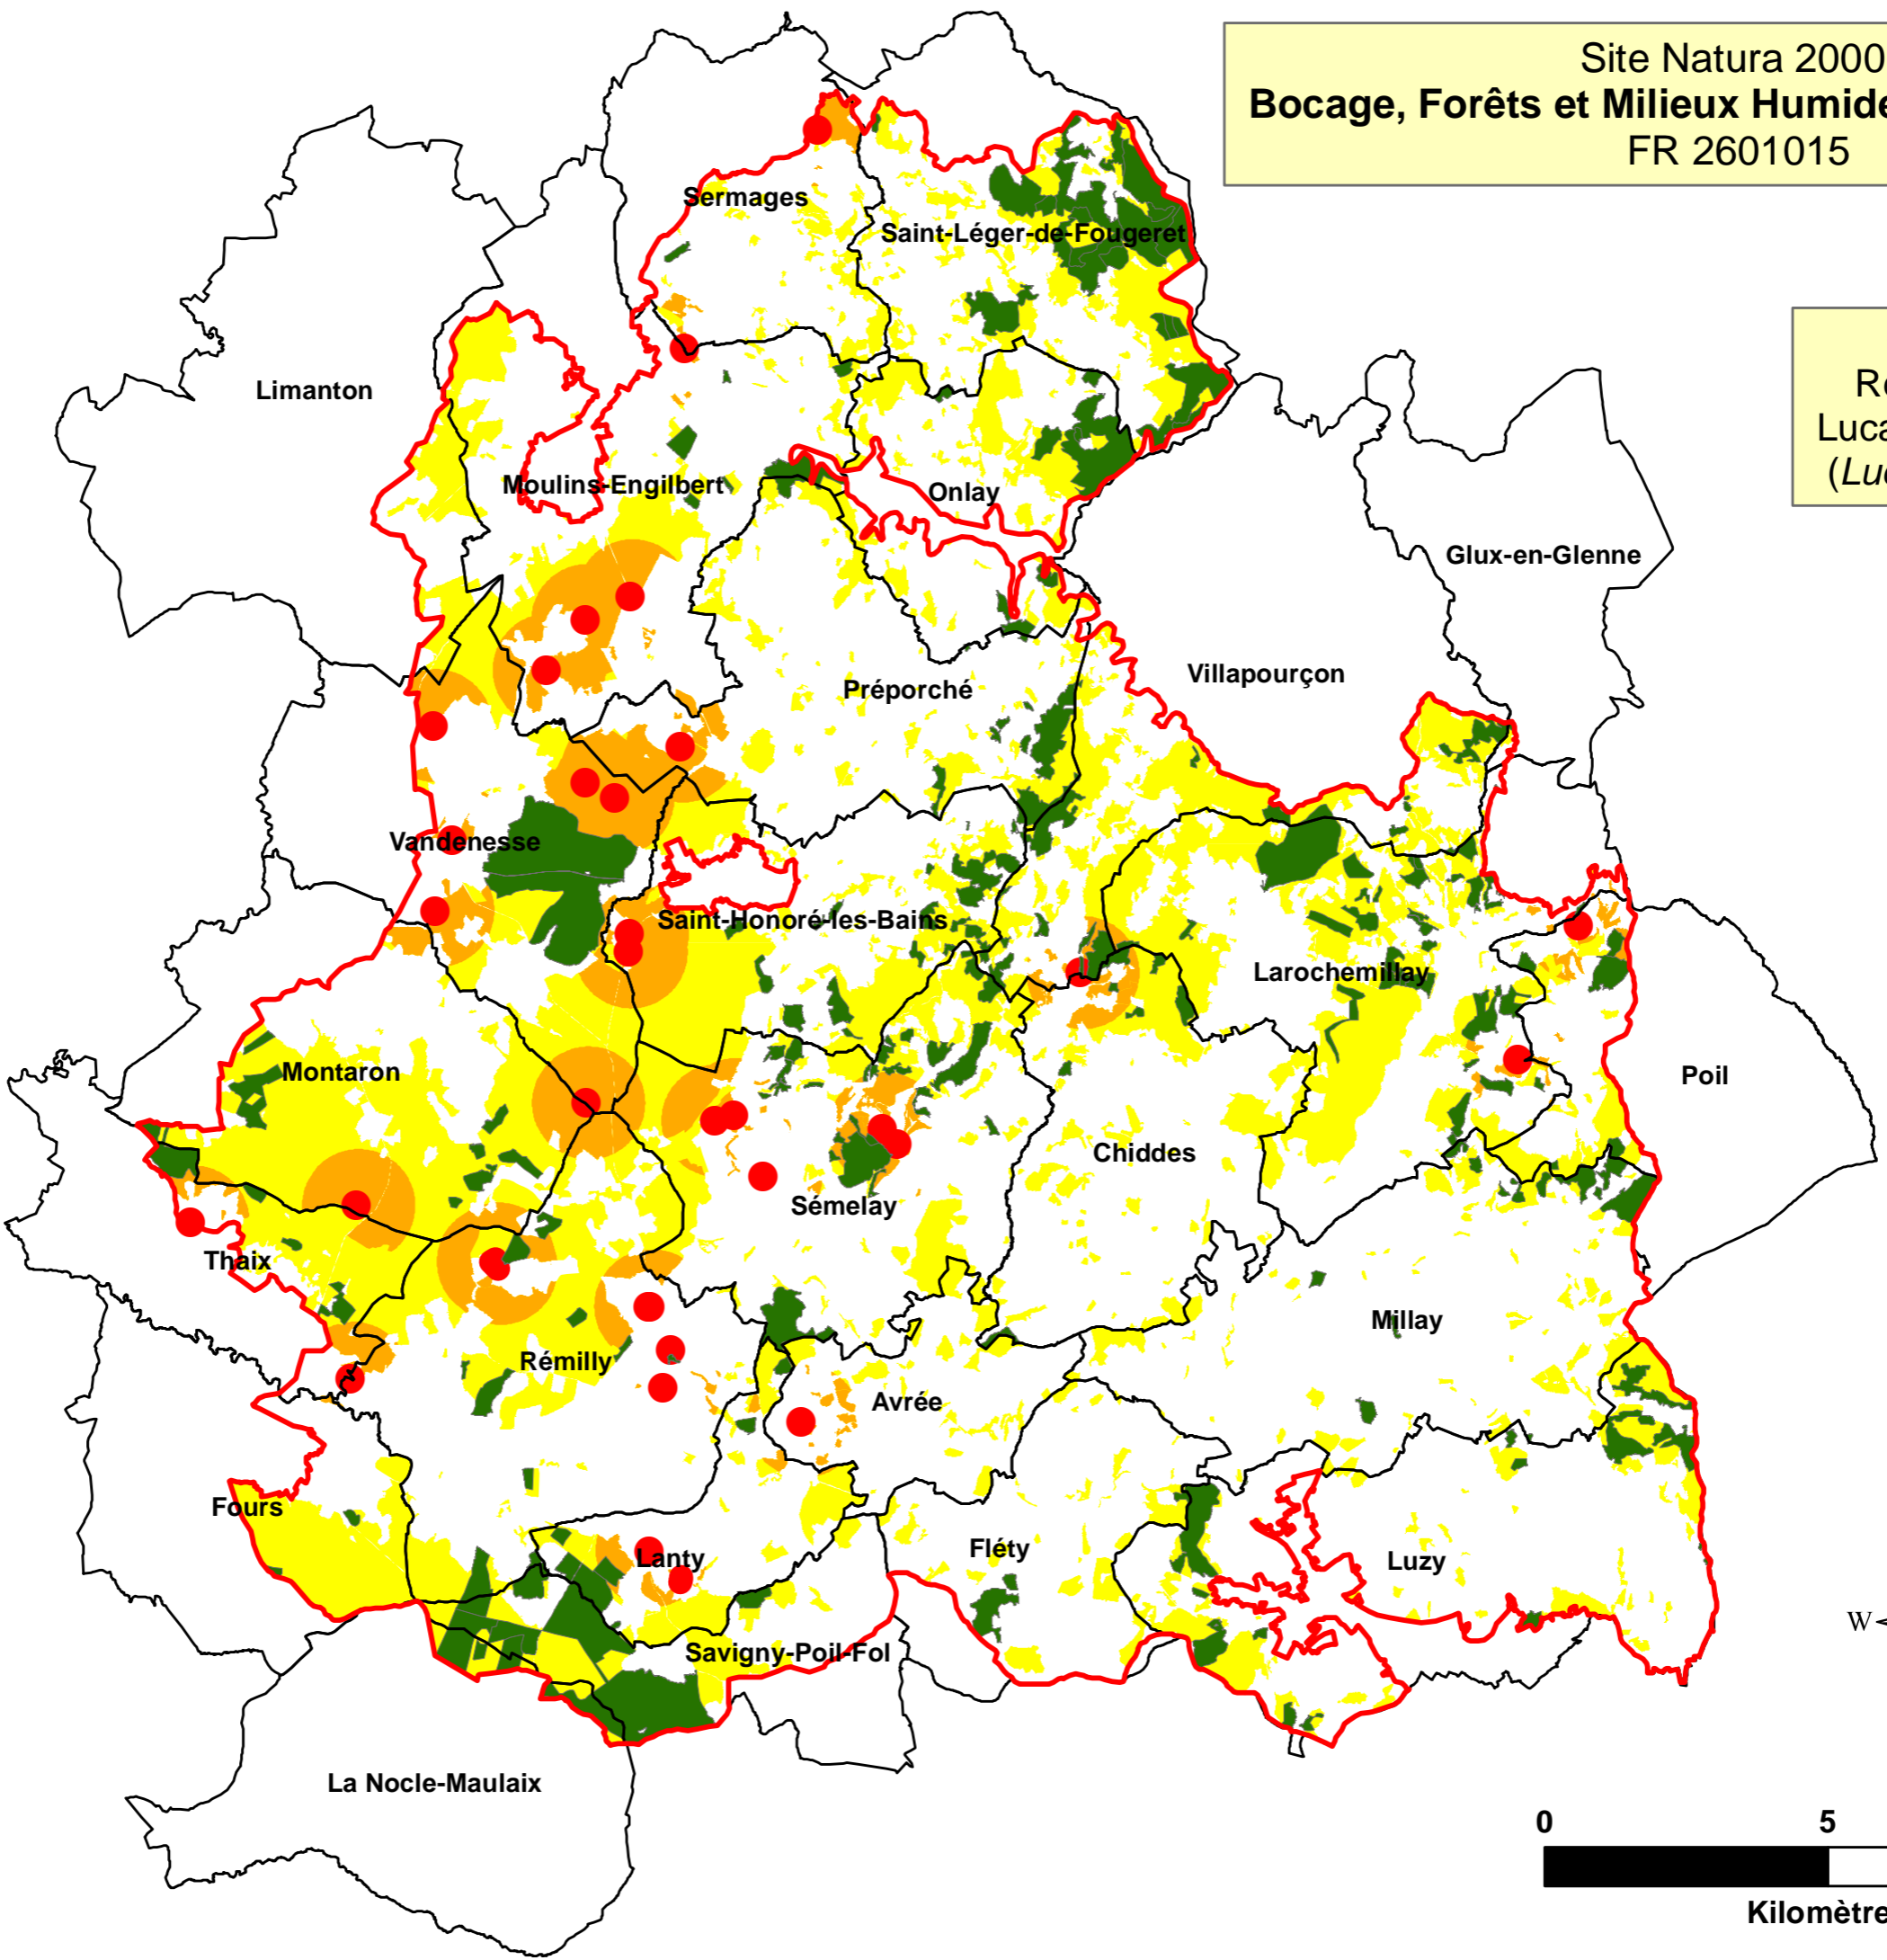 Site Natura 2000
Bocage, Forêts et Milieux Humide
FR 2601015
Sermages
Saint-Léger-de-Fougeret
Limanton
Luca
Moulins-Engilbert
Onlay
Glux-en-Glenne
Villapourçon
Préporché
Vandenesse
Saint-Honoré-les-Bains
Larochemillay
Montaron
Poil
Chiddes
Sémelay
Thaix
Millay
Rémilly
Avrée
Fours
Fléty
Lanty
Luzy
W
Savigny-Poil-Fol
La Nocle-Maulaix
0 5
Kilomètre